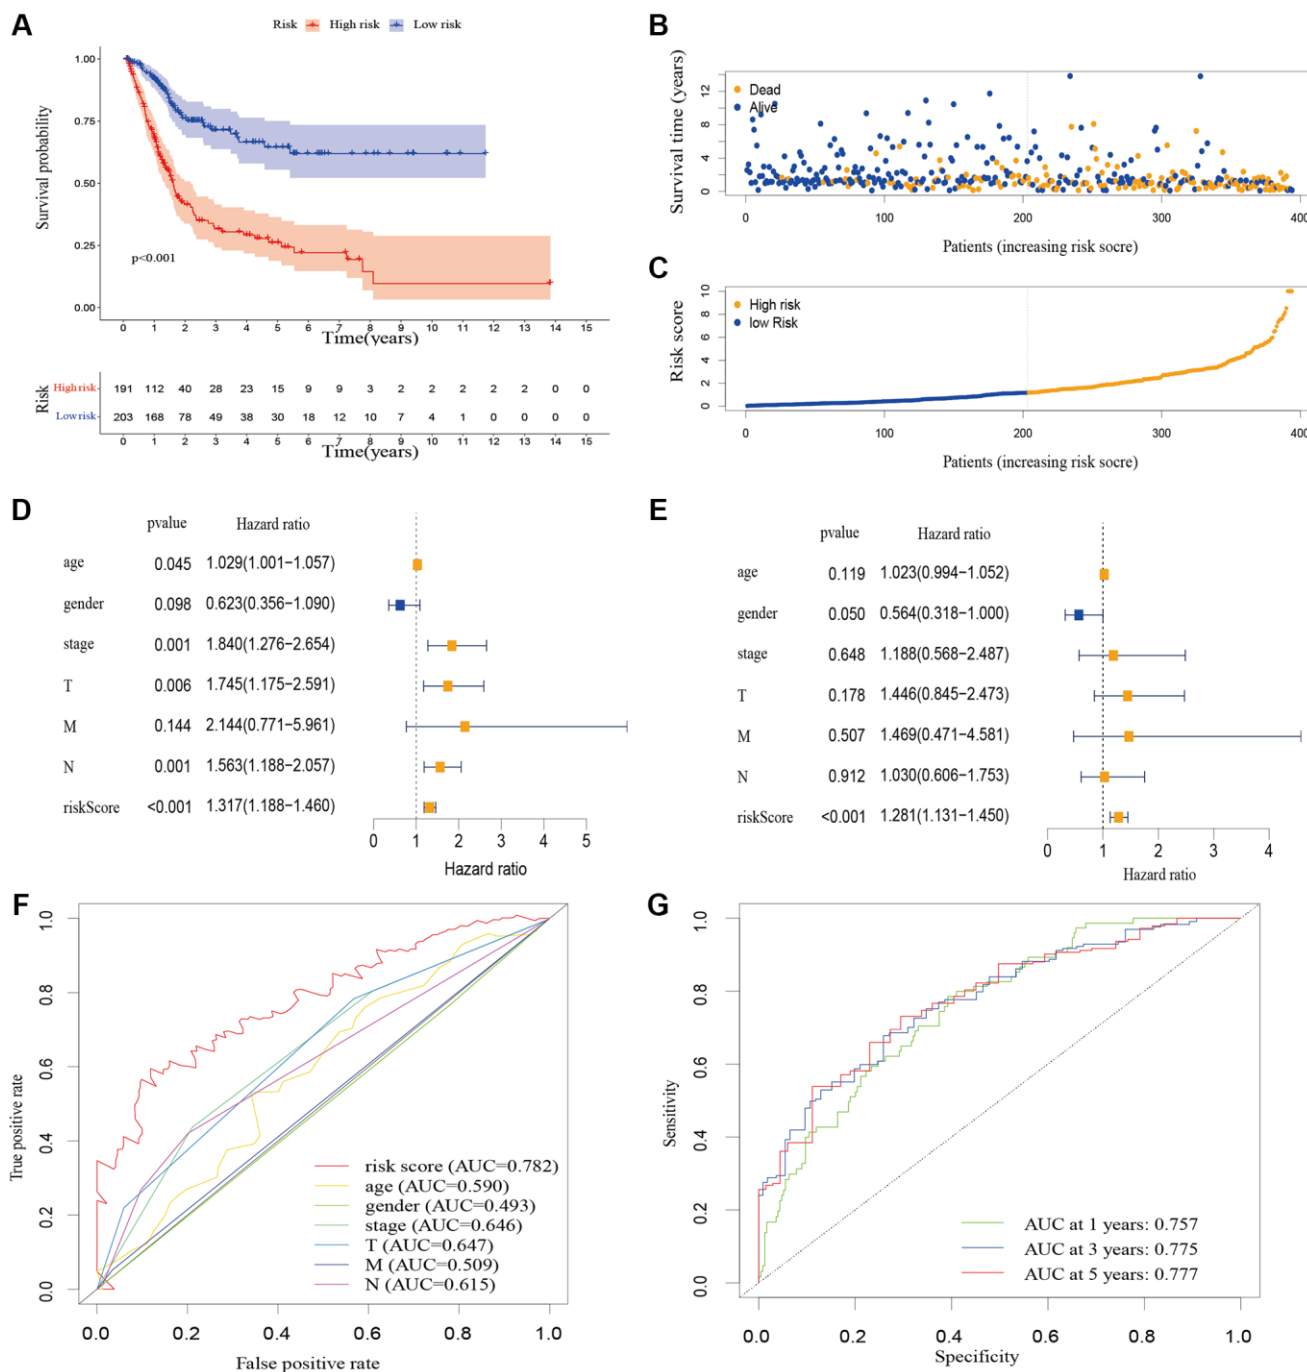 A
Risk High risk Low risk
Survival probability
1.00
0.75
0.50
0.25
0.00
p<0.001
0 1 2 3 4 5 6 7 8 9 10 11 12 13 14 15
Time(years)
Risk
High risk 191 112 40 28 23 15 9 9 3 2 2 2 2 2 0 0
Low risk 203 168 78 49 38 30 18 12 10 7 4 1 0 0 0 0
0 1 2 3 4 5 6 7 8 9 10 11 12 13 14 15
Time(years)
B
Survival time (years)
12
8
4
0
Dead
Alive
0 100 200 300 400
Patients (increasing risk socre)
C
Risk score
10
8
6
4
2
0
High risk
low Risk
0 100 200 300 400
Patients (increasing risk socre)
D
pvalue Hazard ratio
age 0.045 1.029(1.001−1.057)
gender 0.098 0.623(0.356−1.090)
stage 0.001 1.840(1.276−2.654)
T 0.006 1.745(1.175−2.591)
M 0.144 2.144(0.771−5.961)
N 0.001 1.563(1.188−2.057)
riskScore <0.001 1.317(1.188−1.460)
0 1 2 3 4 5
Hazard ratio
E
pvalue Hazard ratio
age 0.119 1.023(0.994−1.052)
gender 0.050 0.564(0.318−1.000)
stage 0.648 1.188(0.568−2.487)
T 0.178 1.446(0.845−2.473)
M 0.507 1.469(0.471−4.581)
N 0.912 1.030(0.606−1.753)
riskScore <0.001 1.281(1.131−1.450)
0 1 2 3 4
Hazard ratio
F
True positive rate
1.0
0.8
0.6
0.4
0.2
0.0
risk score (AUC=0.782)
age (AUC=0.590)
gender (AUC=0.493)
stage (AUC=0.646)
T (AUC=0.647)
M (AUC=0.509)
N (AUC=0.615)
0.0 0.2 0.4 0.6 0.8 1.0
False positive rate
G
Sensitivity
1.0
0.8
0.6
0.4
0.2
0.0
AUC at 1 years: 0.757
AUC at 3 years: 0.775
AUC at 5 years: 0.777
0.0 0.2 0.4 0.6 0.8 1.0
Specificity